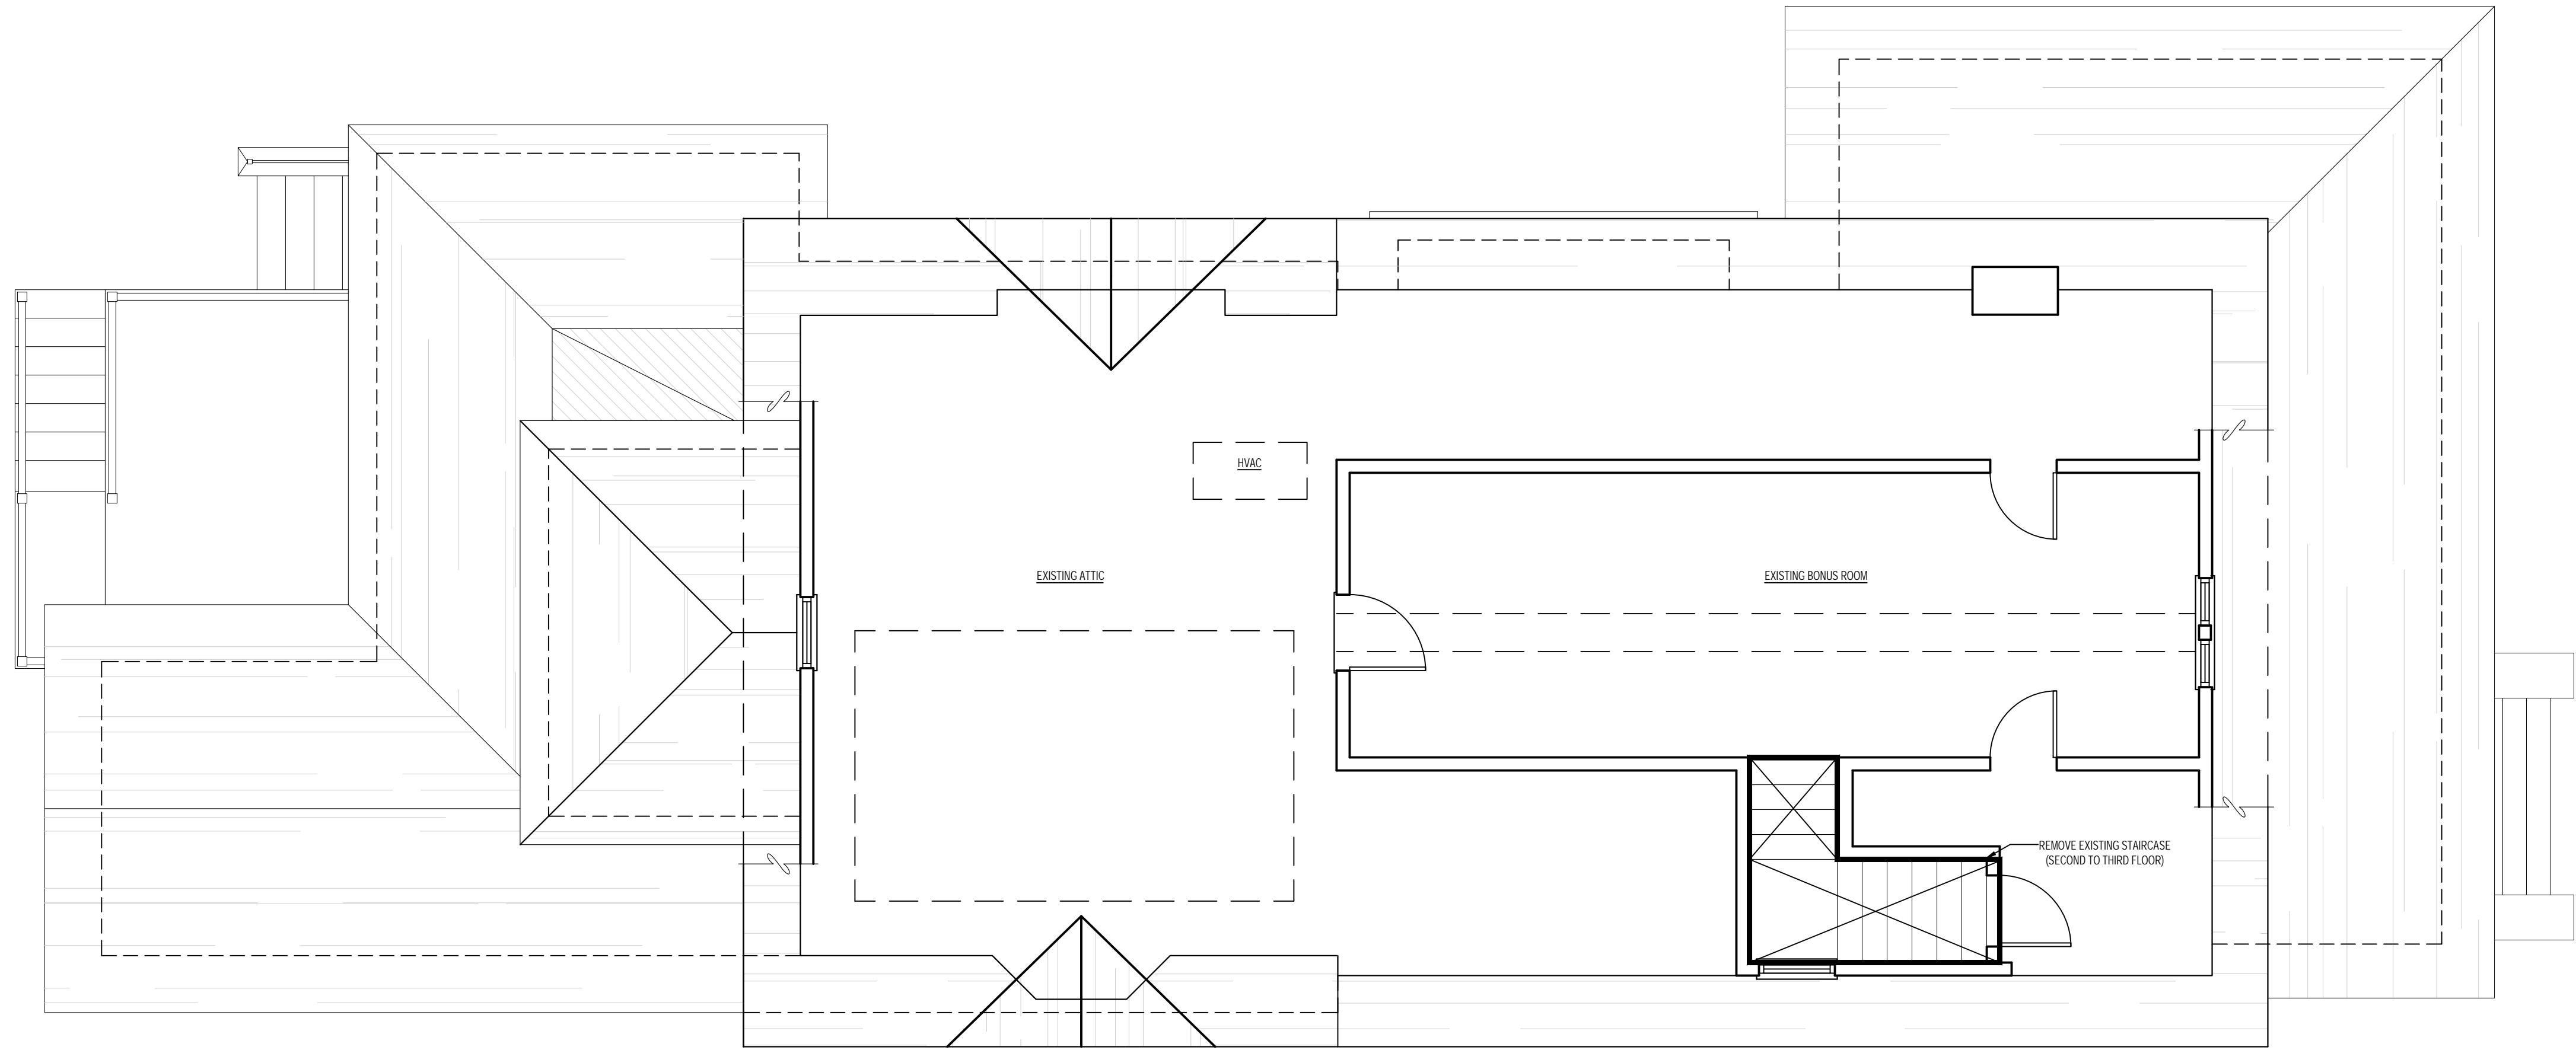 HVAC
EXISTING ATTIC
EXISTING BONUS ROOM
REMOVE EXISTING STAIRCASE
(SECOND TO THIRD FLOOR)